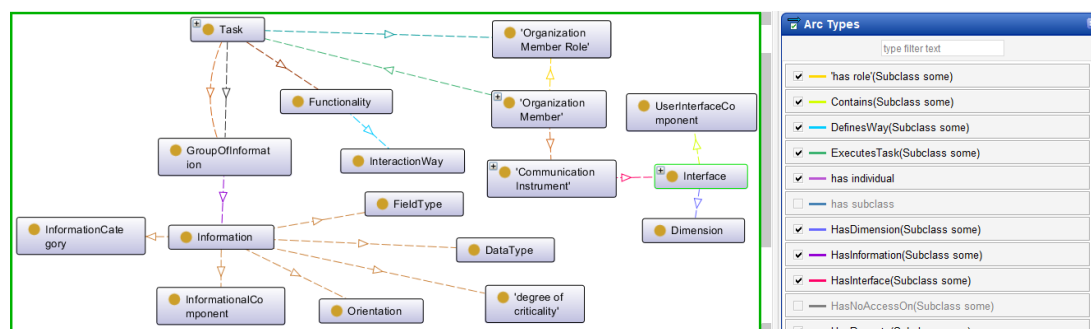 Task
'Organization
Member Role'
Functionality
'Organization
Member'
UserInterfaceCo
mponent
GroupOfInformat
ion
InteractionWay
'Communication
Instrument'
Interface
FieldType
InformationCate
gory
Information
DataType
Dimension
InformationalCo
mponent
Orientation
'degree of
criticality'
Arc Types
type filter text
'has role'(Subclass some)
Contains(Subclass some)
DefinesWay(Subclass some)
ExecutesTask(Subclass some)
has individual
has subclass
HasDimension(Subclass some)
HasInformation(Subclass some)
HasInterface(Subclass some)
HasNoAccessOn(Subclass some)